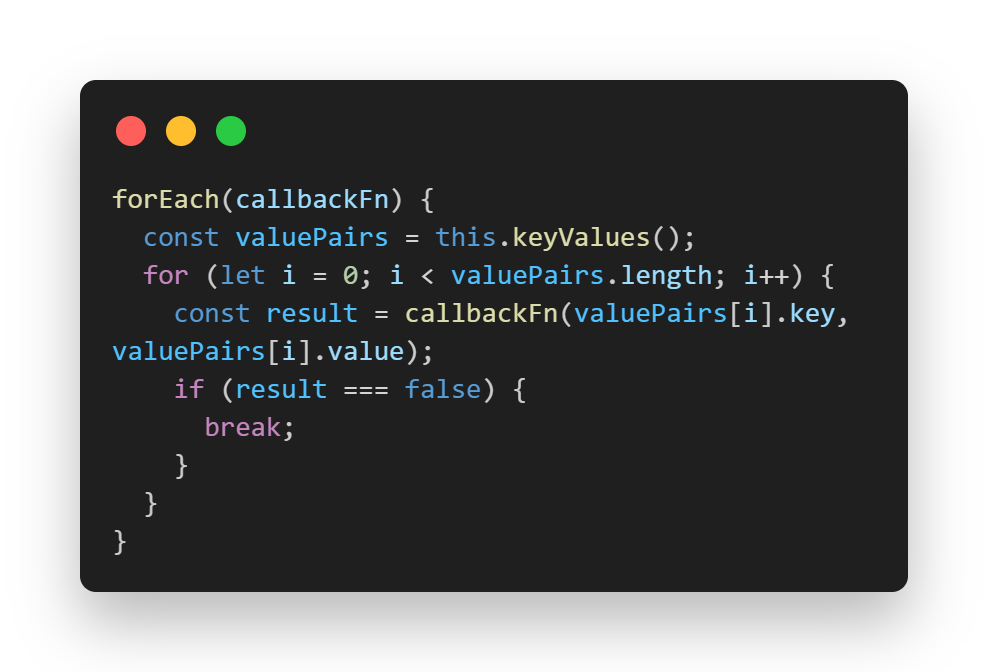 forEach(callbackFn) {
  const valuePairs = this.keyValues();
  for (let i = 0; i < valuePairs.length; i++) {
    const result = callbackFn(valuePairs[i].key,
valuePairs[i].value);
    if (result === false) {
      break;
    }
  }
}